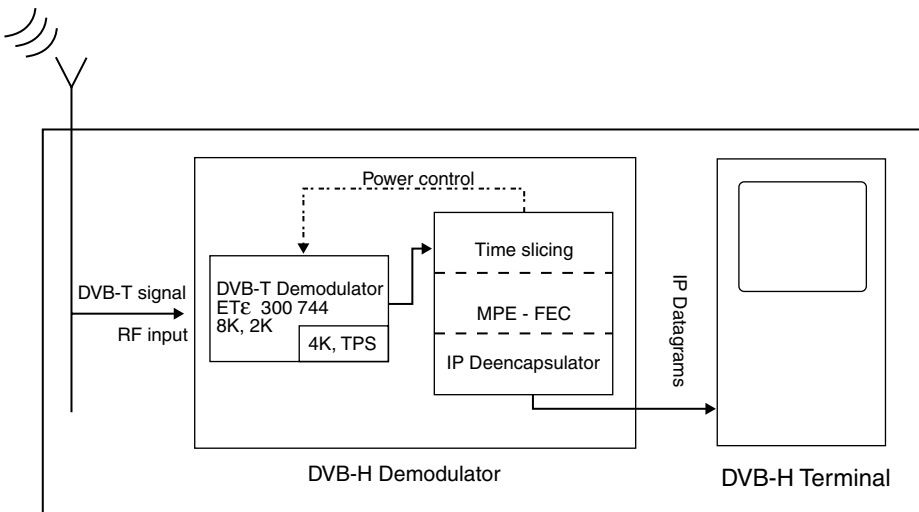 Power control
Time slicing
DVB-T Demodulator
ETƐ 300 744
8K, 2K
4K, TPS
MPE - FEC
IP Deencapsulator
DVB-T signal
RF input
IP Datagrams
DVB-H Demodulator
DVB-H Terminal